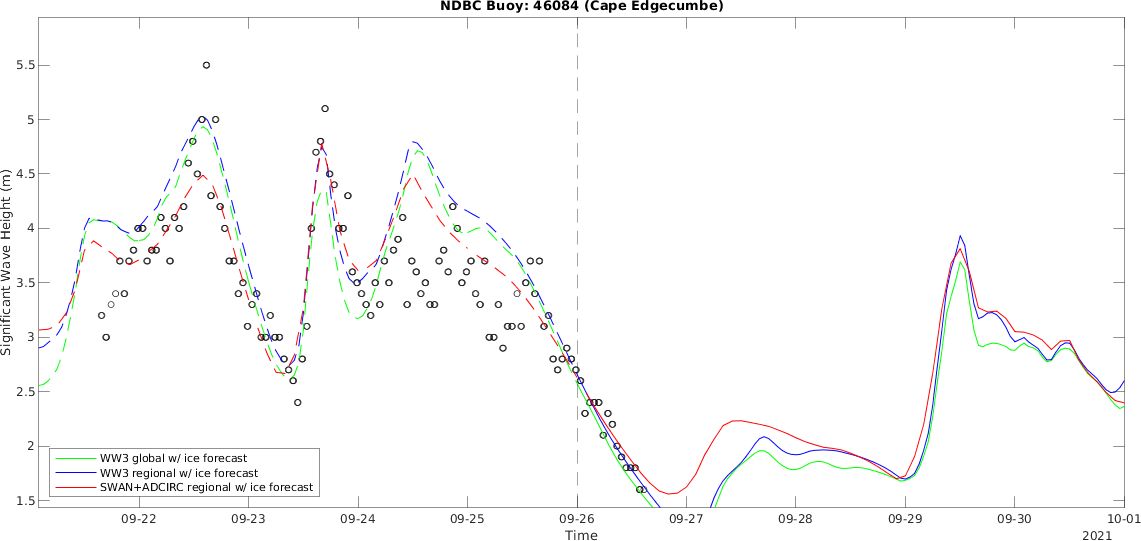 NDBC Buoy: 46084 (Cape Edgecumbe)
Significant Wave Height (m)
5.5
5
4.5
4
3.5
3
2.5
2
1.5
WW3 global w/ ice forecast
WW3 regional w/ ice forecast
SWAN+ADCIRC regional w/ ice forecast
09-22 09-23 09-24 09-25 09-26 09-27 09-28 09-29 09-30 10-01
Time
2021